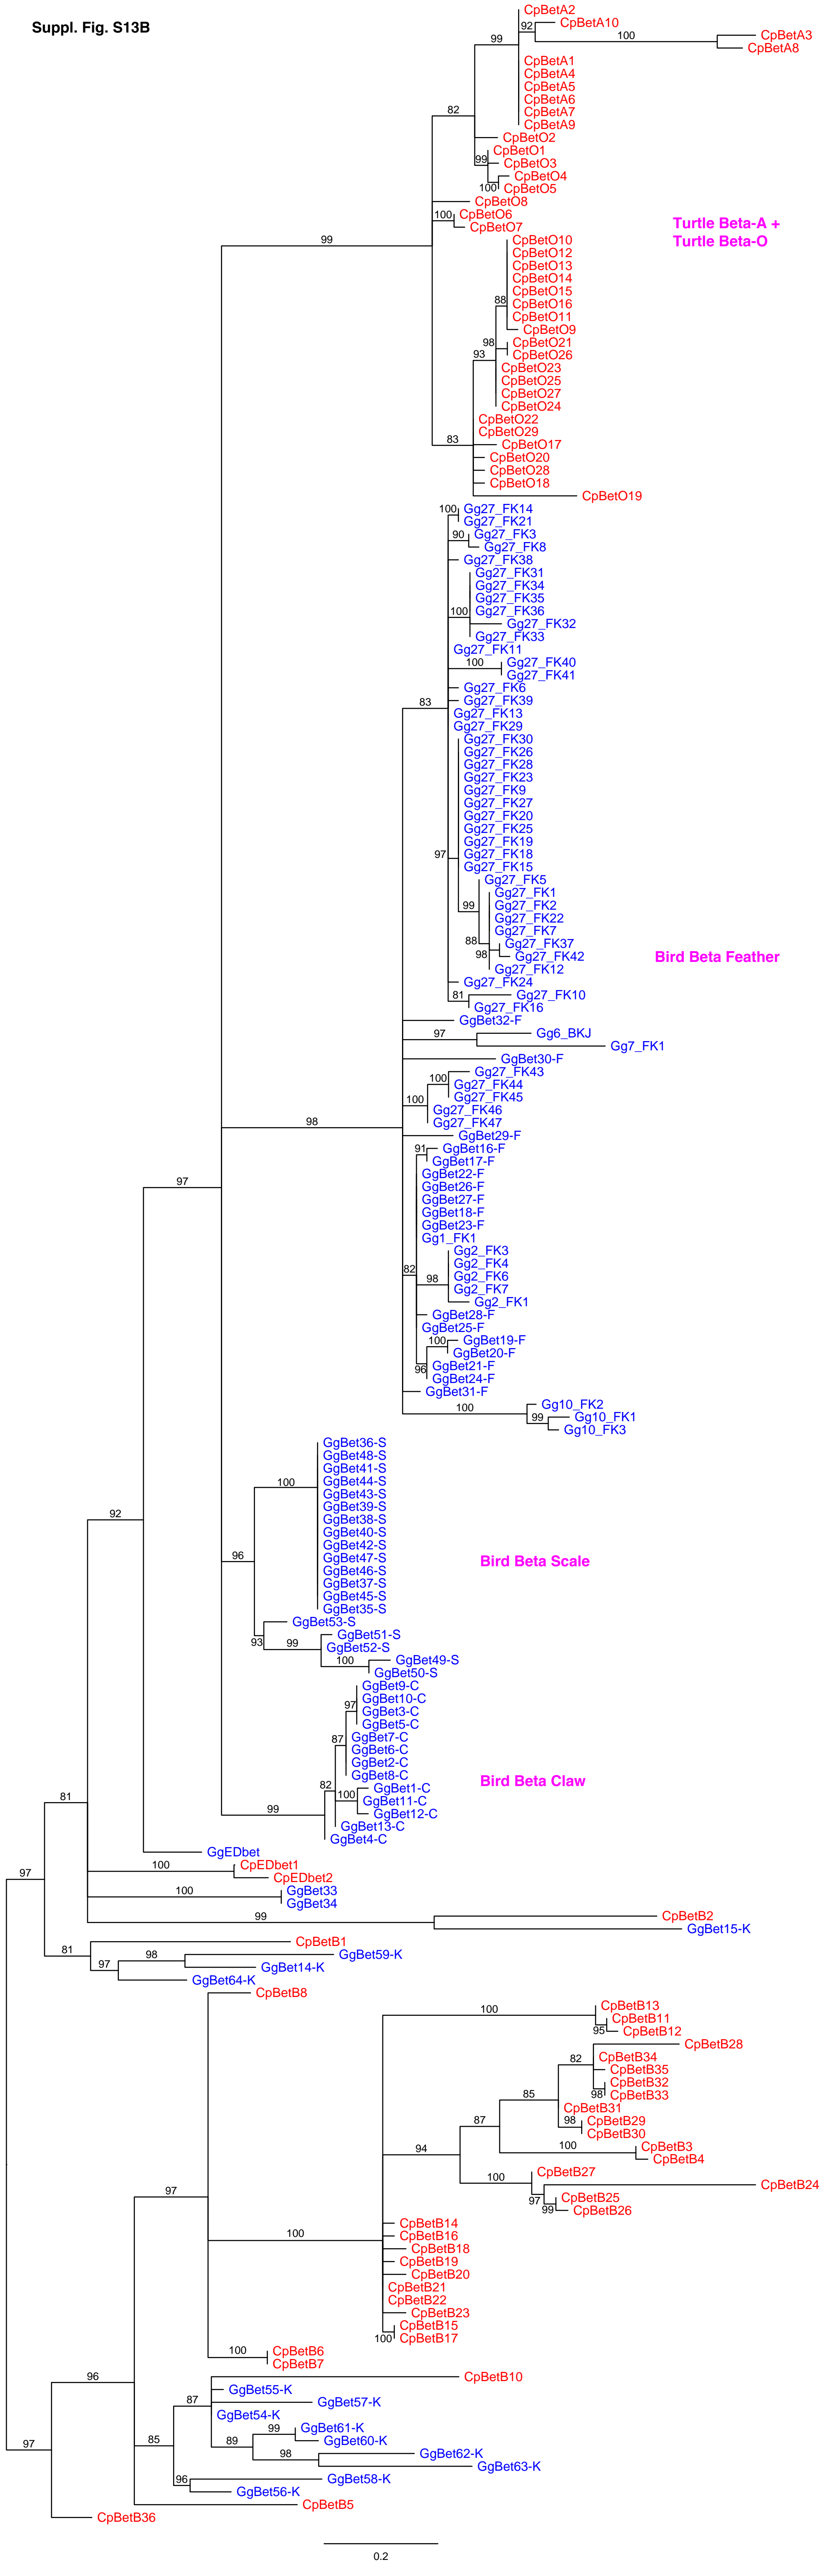 Suppl. Fig. S13B
CpBetA2
92
CpBetA10
99
100
CpBetA3
CpBetA8
CpBetA1
CpBetA4
CpBetA5
CpBetA6
CpBetA7
82
CpBetA9
CpBetO2
CpBetO1
99
CpBetO3
CpBetO4
100
CpBetO5
CpBetO8
100
CpBetO6
CpBetO7
Turtle Beta-A +
Turtle Beta-O
99
CpBetO10
CpBetO12
CpBetO13
CpBetO14
CpBetO15
88
CpBetO16
CpBetO11
CpBetO9
98
CpBetO21
93
CpBetO26
CpBetO23
CpBetO25
CpBetO27
CpBetO24
CpBetO22
CpBetO29
83
CpBetO17
CpBetO20
CpBetO28
CpBetO18
CpBetO19
100
Gg27_FK14
Gg27_FK21
90
Gg27_FK3
Gg27_FK8
Gg27_FK38
Gg27_FK31
Gg27_FK34
Gg27_FK35
100
Gg27_FK36
Gg27_FK32
Gg27_FK33
Gg27_FK11
100
Gg27_FK40
Gg27_FK41
Gg27_FK6
83
Gg27_FK39
Gg27_FK13
Gg27_FK29
Gg27_FK30
Gg27_FK26
Gg27_FK28
Gg27_FK23
Gg27_FK9
Gg27_FK27
Gg27_FK20
Gg27_FK25
Gg27_FK19
97
Gg27_FK18
Gg27_FK15
Gg27_FK5
Gg27_FK1
99
Gg27_FK2
Gg27_FK22
Gg27_FK7
88
Gg27_FK37
98
Gg27_FK42
Gg27_FK12
Bird Beta Feather
Gg27_FK24
81
Gg27_FK10
Gg27_FK16
GgBet32-F
97
Gg6_BKJ
Gg7_FK1
GgBet30-F
Gg27_FK43
100
Gg27_FK44
100
Gg27_FK45
Gg27_FK46
Gg27_FK47
98
GgBet29-F
91
GgBet16-F
GgBet17-F
GgBet22-F
97
GgBet26-F
GgBet27-F
GgBet18-F
GgBet23-F
Gg1_FK1
Gg2_FK3
82
Gg2_FK4
98
Gg2_FK6
Gg2_FK7
Gg2_FK1
GgBet28-F
GgBet25-F
100
GgBet19-F
GgBet20-F
96
GgBet21-F
GgBet24-F
GgBet31-F
100
Gg10_FK2
99
Gg10_FK1
Gg10_FK3
GgBet36-S
GgBet48-S
GgBet41-S
100
GgBet44-S
GgBet43-S
GgBet39-S
92
GgBet38-S
GgBet40-S
GgBet42-S
96
GgBet47-S
GgBet46-S
GgBet37-S
GgBet45-S
GgBet35-S
Bird Beta Scale
GgBet53-S
93
GgBet51-S
99
GgBet52-S
100
GgBet49-S
GgBet50-S
GgBet9-C
GgBet10-C
97
GgBet3-C
GgBet5-C
87
GgBet7-C
GgBet6-C
GgBet2-C
GgBet8-C
82
GgBet1-C
100
GgBet11-C
99
GgBet12-C
GgBet13-C
GgBet4-C
Bird Beta Claw
81
GgEDbet
100
CpEDbet1
CpEDbet2
97
100
GgBet33
GgBet34
99
CpBetB2
GgBet15-K
81
CpBetB1
97
98
GgBet59-K
GgBet14-K
GgBet64-K
CpBetB8
100
CpBetB13
CpBetB11
95
CpBetB12
CpBetB28
82
CpBetB34
CpBetB35
CpBetB32
98
CpBetB33
85
CpBetB31
98
CpBetB29
87
CpBetB30
100
CpBetB3
94
CpBetB4
100
CpBetB27
CpBetB24
97
CpBetB25
99
CpBetB26
97
CpBetB14
CpBetB16
100
CpBetB18
CpBetB19
CpBetB20
CpBetB21
CpBetB22
CpBetB23
CpBetB15
100
CpBetB17
100
CpBetB6
CpBetB7
96
CpBetB10
GgBet55-K
87
GgBet57-K
GgBet54-K
99
GgBet61-K
89
GgBet60-K
97
85
98
GgBet62-K
GgBet63-K
96
GgBet58-K
GgBet56-K
CpBetB5
CpBetB36
0.2